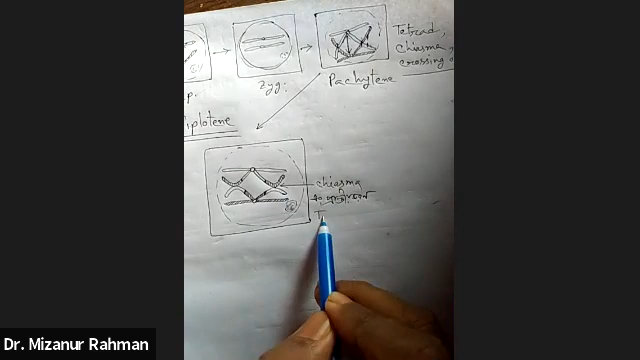 Zyg:
Pachytene
Tetrad,
Chiasma
crossing
iplotene
chiasma
T
Dr. Mizanur Rahman